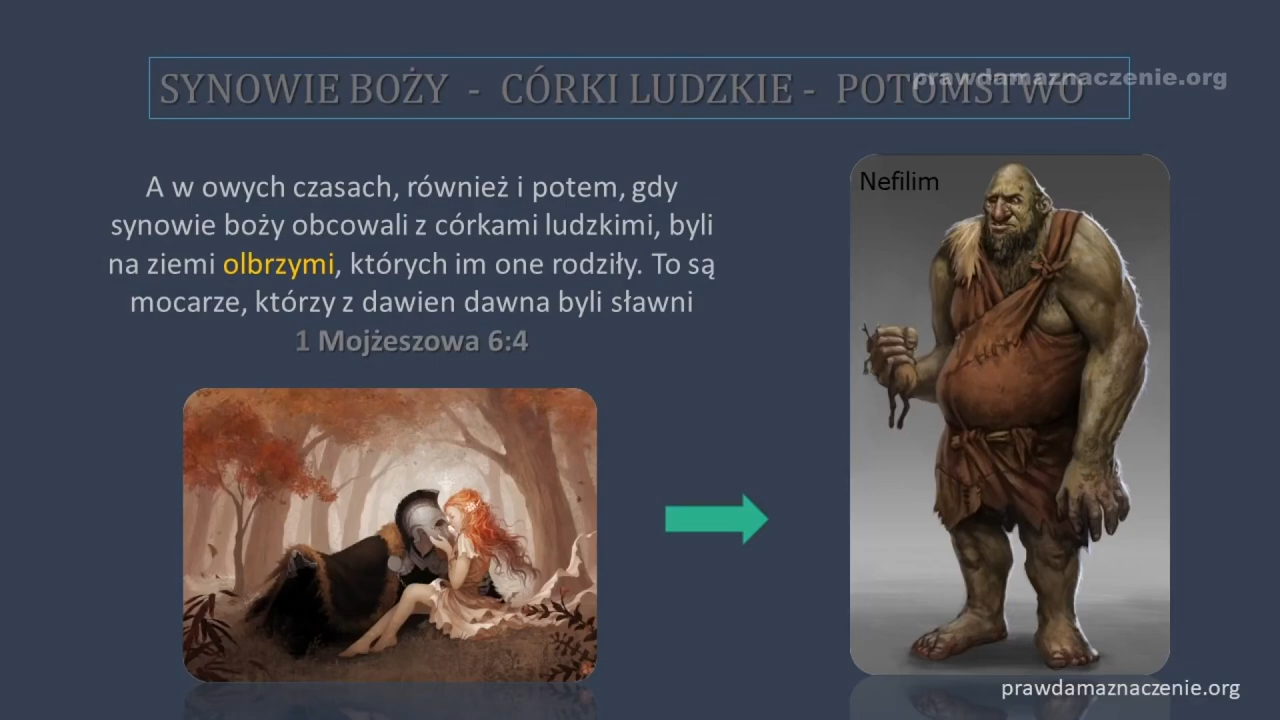 SYNOWIE BOŻY - CÓRKI LUDZKIE - POTOMSTWO
prawdamaznaczenie.org
A w owych czasach, również i potem, gdy
synowie boży obcowali z córkami ludzkimi, byli
na ziemi olbrzymi, których im one rodziły. To są
mocarze, którzy z dawien dawna byli sławni
1 Mojżeszowa 6:4
Nefilim
prawdamaznaczenie.org